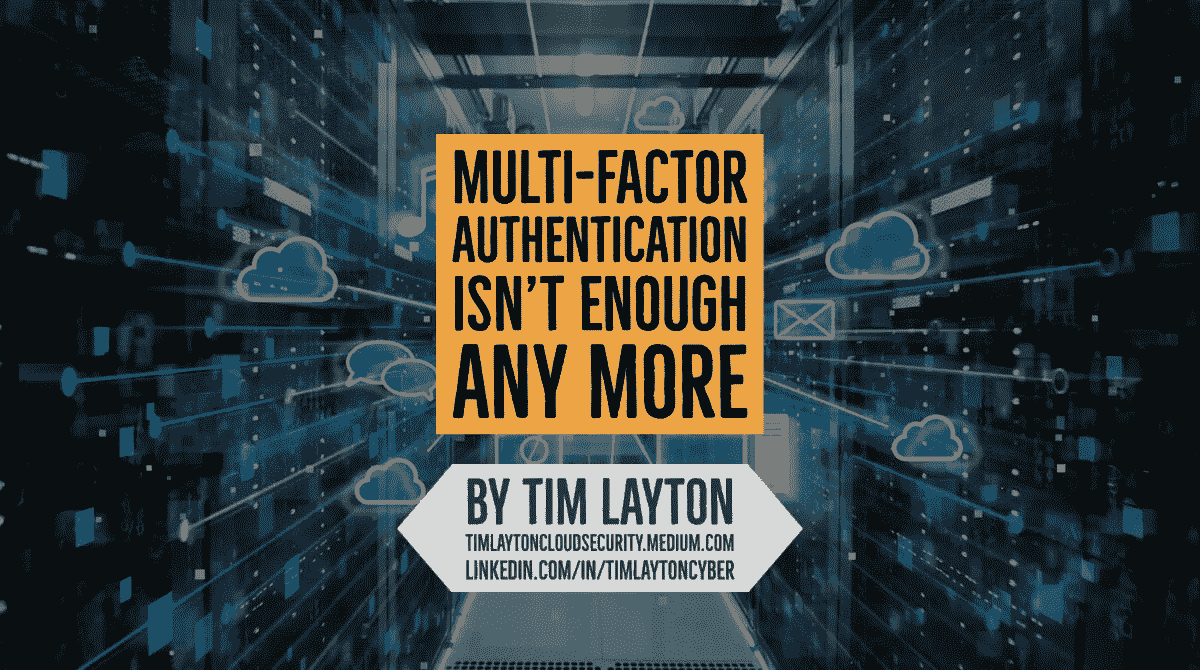 MULTI-FACTOR
AUTHENTICATION
ISN'T ENOUGH
ANY MORE
BY TIM LAYTON
TIMLAYTONCLOUDSECURITY.MEDIUM.COM
LINKEDIN.COM/IN/TIMLAYTONCYBER